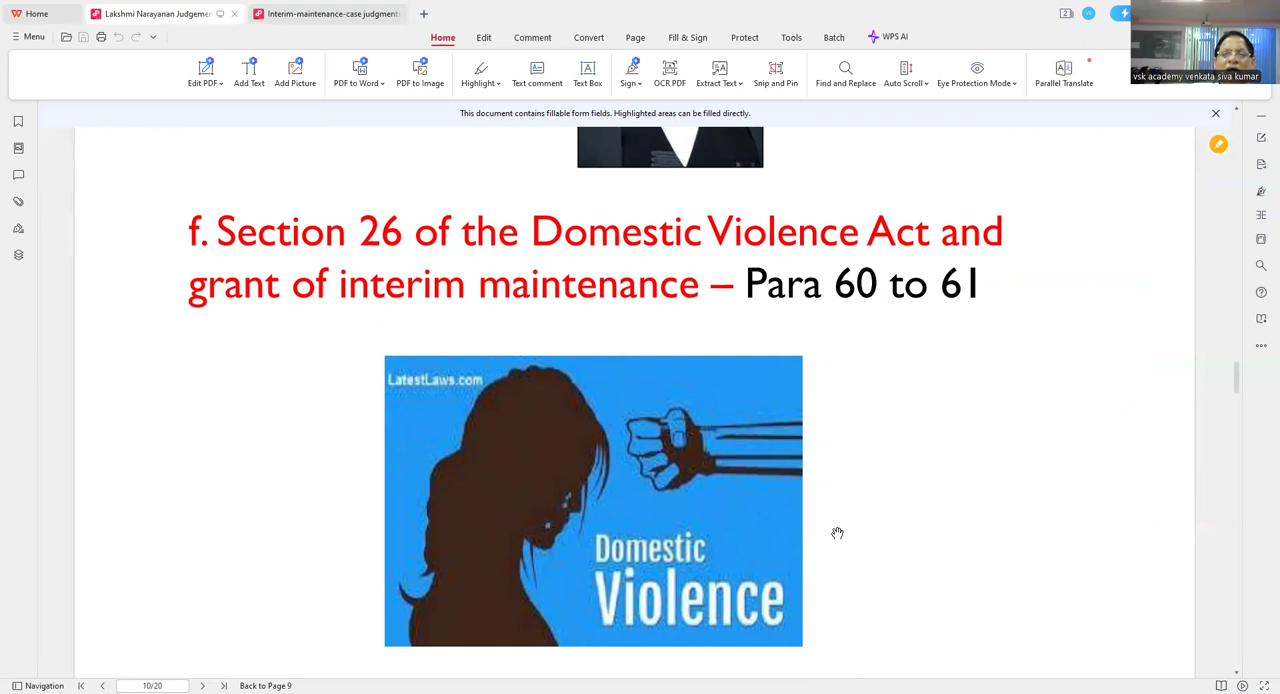 Home
Lakshmi Narayanan Judgemen
Interim-maintenance-case judgments
2
Menu
Home
Edit
Comment
Convert
Page
Fill & Sign
Protect
Tools
Batch
WPS AI
vsk academy venkata siva kumar
Edit PDF
Add Text
Add Picture
PDF to Word
PDF to Image
Highlight
Text comment
Text Box
Sign
OCR PDF
Extract Text
Snip and Pin
Find and Replace
Auto Scroll
Eye Protection Mode
Parallel Translate
This document contains fillable form fields. Highlighted areas can be filled directly.
f. Section 26 of the Domestic Violence Act and
grant of interim maintenance – Para 60 to 61
LatestLaws.com
Domestic
Violence
Navigation
10/20
Back to Page 9